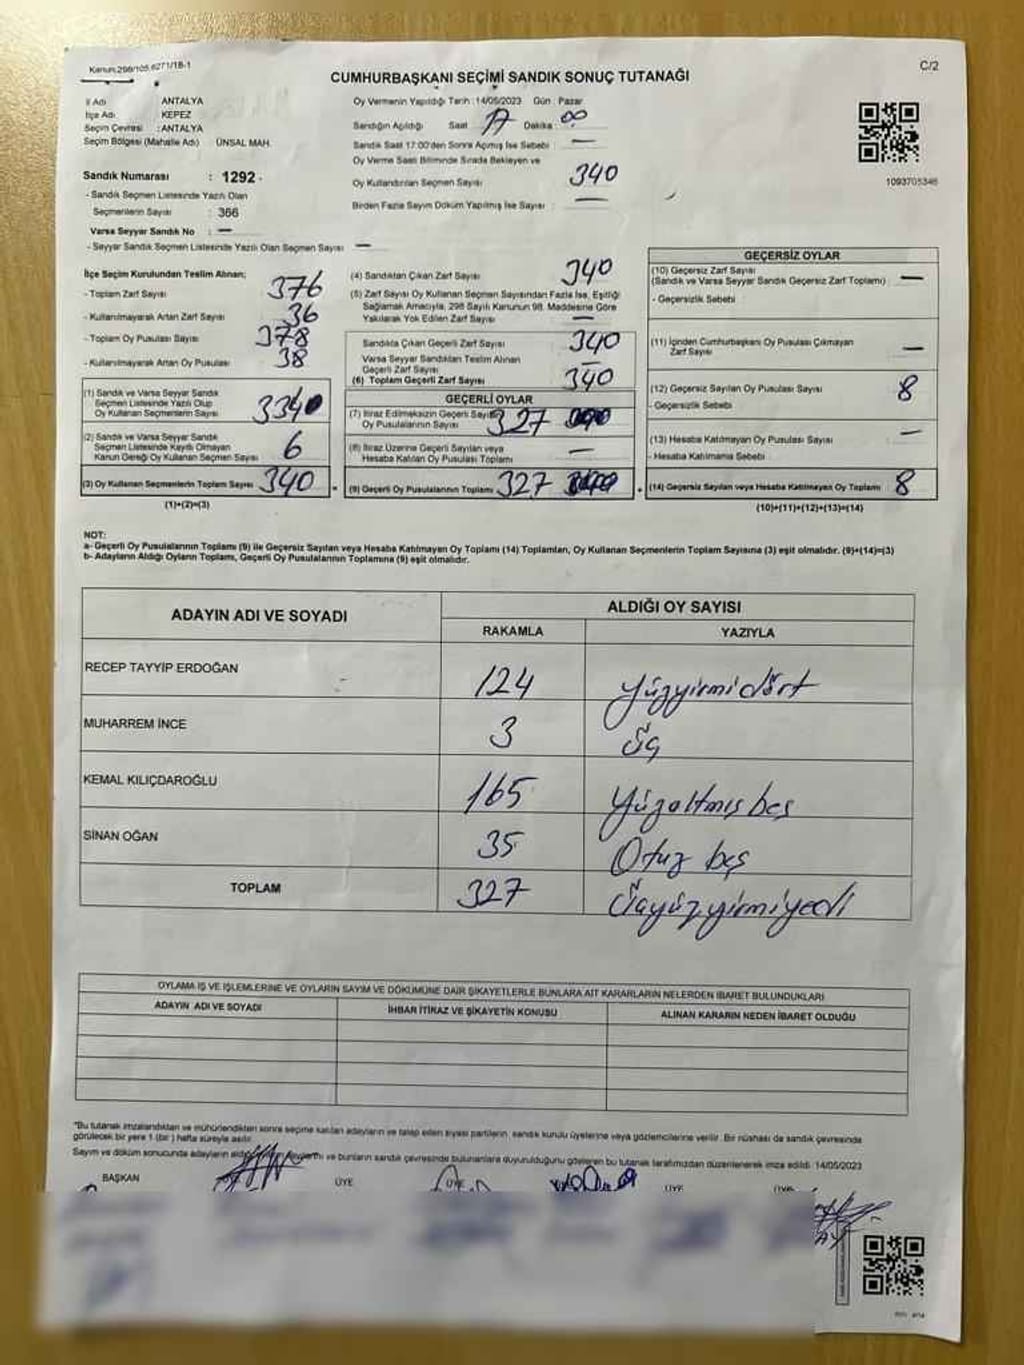 Kanun:298/105,6271/18-1
C/2
CUMHURBAŞKANI SEÇİMİ SANDIK SONUÇ TUTANAĞI
İl Adı ANTALYA
İlçe Adı KEPEZ
Seçim Çevresi : ANTALYA
Seçim Bölgesi (Mahalle Adı) ÜNSAL MAH.
Sandık Numarası : 1292
- Sandık Seçmen Listesinde Yazılı Olan
Seçmenlerin Sayısı : 366
Varsa Seyyar Sandık No : —
- Seyyar Sandık Seçmen Listesinde Yazılı Olan Seçmen Sayısı —
Oy Vermenin Yapıldığı Tarih :14/05/2023 Gün : Pazar
Sandığın Açıldığı Saat 17 Dakika : 00
Sandık Saat 17:00'den Sonra Açmış İse Sebebi : —
Oy Verme Saati Bitiminde Sırada Bekleyen ve
Oy Kullandırılan Seçmen Sayısı 340
Birden Fazla Sayım Döküm Yapılmış İse Sayısı : —
1093705346
İlçe Seçim Kurulundan Teslim Alınan;
- Toplam Zarf Sayısı 376
- Kullanılmayarak Artan Zarf Sayısı 36
- Toplam Oy Pusulası Sayısı 378
- Kullanılmayarak Artan Oy Pusulası 38
(1) Sandık ve Varsa Seyyar Sandık
Seçmen Listesinde Yazılı Olup
Oy Kullanan Seçmenlerin Sayısı 3340
(2) Sandık ve Varsa Seyyar Sandık
Seçmen Listesinde Kayıtlı Olmayan
Kanun Gereği Oy Kullanan Seçmen Sayısı 6
(3) Oy Kullanan Seçmenlerin Toplam Sayısı 340
(1)+(2)=(3)
(4) Sandıktan Çıkan Zarf Sayısı 340
(5) Zarf Sayısı Oy Kullanan Seçmen Sayısından Fazla İse, Eşitliği
Sağlamak Amacıyla, 298 Sayılı Kanunun 98. Maddesine Göre
Yakılarak Yok Edilen Zarf Sayısı —
Sandıkta Çıkan Geçerli Zarf Sayısı 340
Varsa Seyyar Sandıktan Teslim Alınan
Geçerli Zarf Sayısı —
(6) Toplam Geçerli Zarf Sayısı 340
GEÇERLİ OYLAR
(7) İtiraz Edilmeksizin Geçerli Sayılan
Oy Pusulalarının Sayısı 327
(8) İtiraz Üzerine Geçerli Sayılan veya
Hesaba Katılan Oy Pusulası Toplamı —
(9) Geçerli Oy Pusulalarının Toplamı 327
GEÇERSİZ OYLAR
(10) Geçersiz Zarf Sayısı
(Sandık ve Varsa Seyyar Sandık Geçersiz Zarf Toplamı) —
- Geçersizlik Sebebi
(11) İçinden Cumhurbaşkanı Oy Pusulası Çıkmayan
Zarf Sayısı —
(12) Geçersiz Sayılan Oy Pusulası Sayısı 8
- Geçersizlik Sebebi
(13) Hesaba Katılmayan Oy Pusulası Sayısı —
- Hesaba Katılmama Sebebi
(14) Geçersiz Sayılan veya Hesaba Katılmayan Oy Toplamı 8
(10)+(11)+(12)+(13)=(14)
NOT:
a- Geçerli Oy Pusulalarının Toplamı (9) ile Geçersiz Sayılan veya Hesaba Katılmayan Oy Toplamı (14) Toplamları, Oy Kullanan Seçmenlerin Toplam Sayısına (3) eşit olmalıdır. (9)+(14)=(3)
b- Adayların Aldığı Oyların Toplamı, Geçerli Oy Pusulalarının Toplamına (9) eşit olmalıdır.
ADAYIN ADI VE SOYADI ALDIĞI OY SAYISI
RAKAMLA YAZIYLA
RECEP TAYYİP ERDOĞAN 124 Yüzyirmidört
MUHARREM İNCE 3 Üç
KEMAL KILIÇDAROĞLU 165 Yüzaltmış beş
SİNAN OĞAN 35 Otuz beş
TOPLAM 327 Üçyüzyirmiyedi
OYLAMA İŞ VE İŞLEMLERİNE VE OYLARIN SAYIM VE DÖKÜMÜNE DAİR ŞİKAYETLERLE BUNLARA AİT KARARLARIN NELERDEN İBARET BULUNDUKLARI
ADAYIN ADI VE SOYADI İHBAR İTİRAZ VE ŞİKAYETİN KONUSU ALINAN KARARIN NEDEN İBARET OLDUĞU
*Bu tutanak imzalandıktan ve mühürlendikten sonra seçime katılan adayların ve talep eden siyasi partilerin, sandık kurulu üyelerine veya gözlemcilerine verilir. Bir nüshası da sandık çevresinde
görülecek bir yere 1 (bir) hafta süreyle asılır.
Sayım ve döküm sonucunda adayların ve bunların sandık çevresinde bulunanlara duyurulduğunu gösteren bu tutanak tarafımızdan düzenlenerek imza edildi. 14/05/2023
BAŞKAN ÜYE ÜYE ÜYE ÜYE